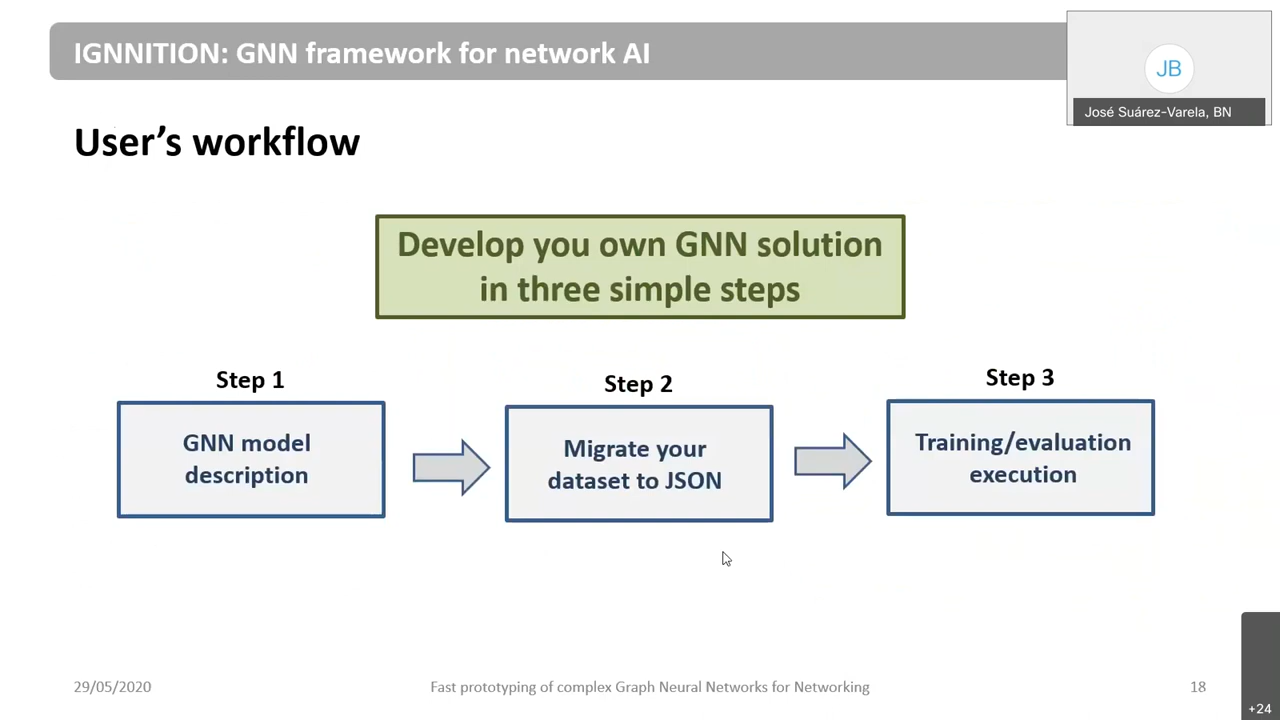 IGNNITION: GNN framework for network AI
JB
José Suárez-Varela, BN
User's workflow
Develop you own GNN solution
in three simple steps
Step 1
GNN model
description
Step 2
Migrate your
dataset to JSON
Step 3
Training/evaluation
execution
29/05/2020
Fast prototyping of complex Graph Neural Networks for Networking
18
+24